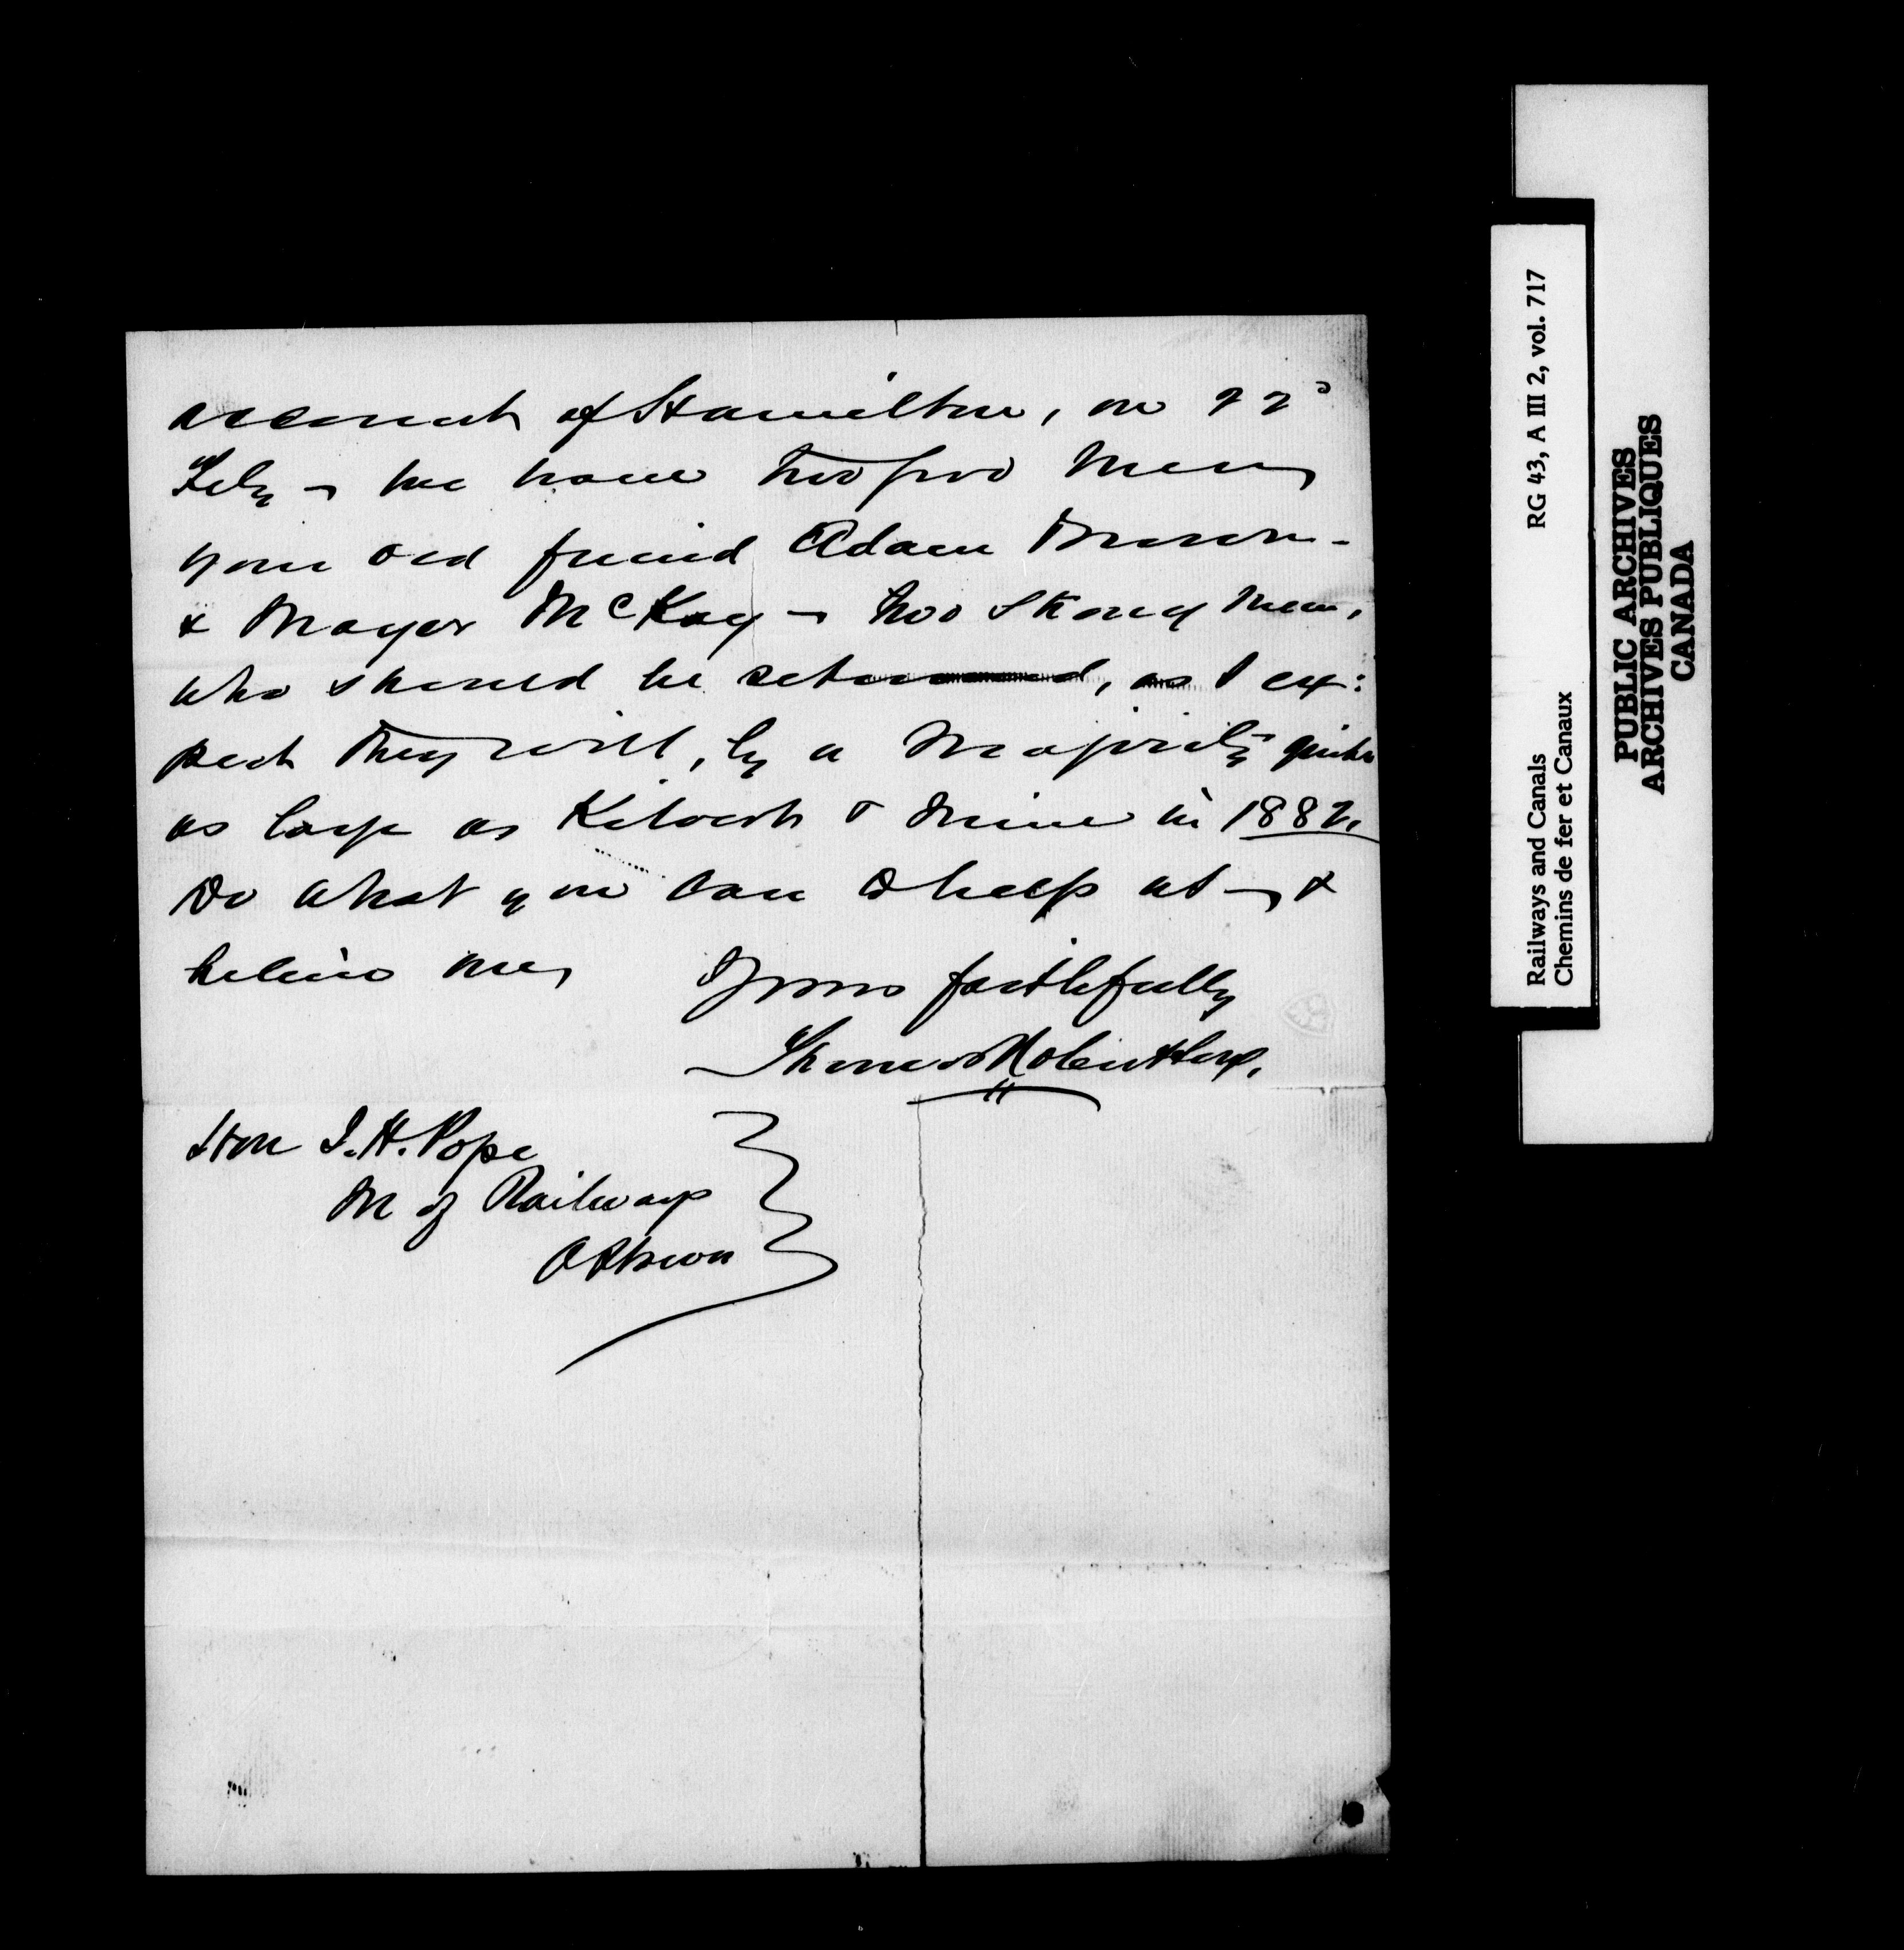 account of Hamilton, on 22d
Feby – we have two good men
your old friend Adam Brown -
& Mayor McKay – two strong men,
who should be returned, as I ex:
pect they will, by a majority quite
as large as Kilvert & mine in 1882.
Do what you can to help us – &
believe me,
Yours faithfully
Thomas Robertson.
Hon J. H. Pope
M of Railways
Ottawa
Railways and Canals RG 43, A III 2, vol. 717
Chemins de fer et Canaux
PUBLIC ARCHIVES
ARCHIVES PUBLIQUES
CANADA